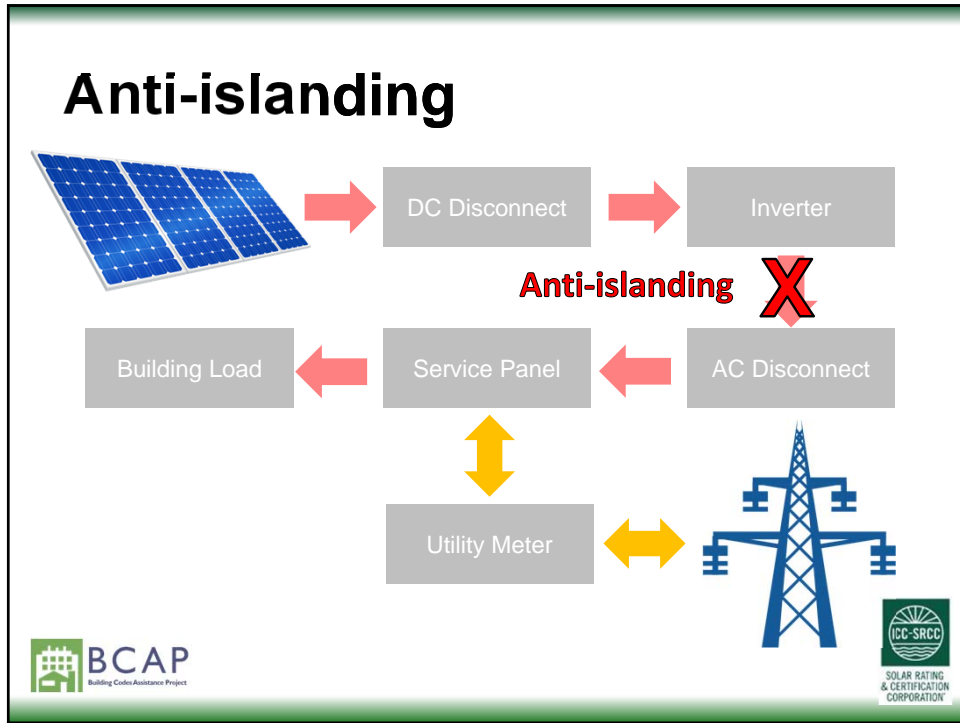 Anti-islanding
DC Disconnect
Inverter
Anti-islanding
X
Building Load
Service Panel
AC Disconnect
Utility Meter
BCAP
Building Codes Assistance Project
ICC-SRCC
SOLAR RATING
& CERTIFICATION
CORPORATION™